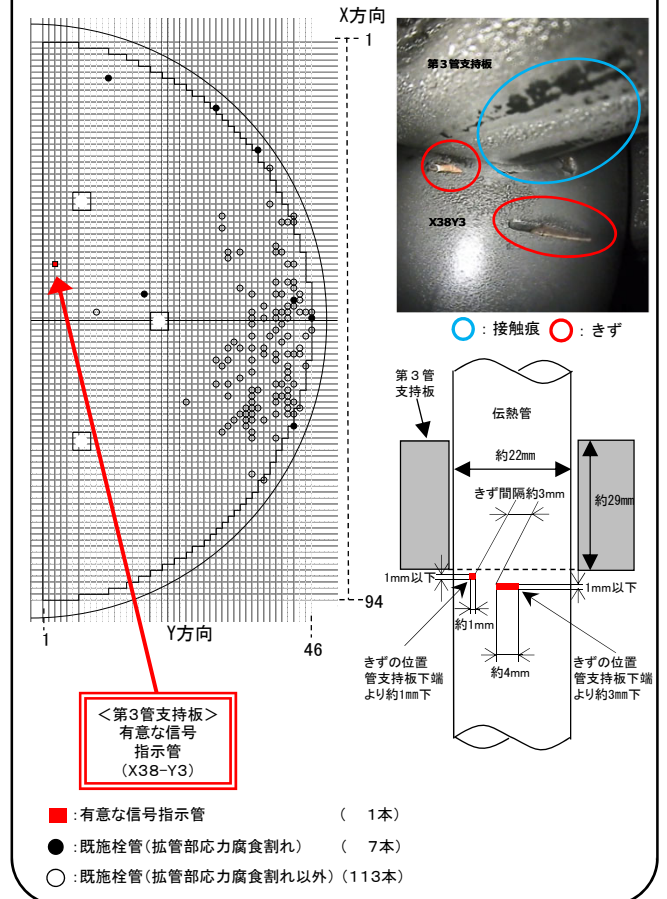 X方向
1
94
1
Y方向
46
第3管支持板
X38Y3
○：接触痕 ○：きず
第3管
支持板
伝熱管
約22mm
きず間隔約3mm
約29mm
1mm以下
1mm以下
約1mm
約4mm
きずの位置
管支持板下端
より約1mm下
きずの位置
管支持板下端
より約3mm下
＜第3管支持板＞
有意な信号
指示管
(X38-Y3)
■:有意な信号指示管 ( 1本)
●:既施栓管(拡管部応力腐食割れ) ( 7本)
○:既施栓管(拡管部応力腐食割れ以外) (113本)